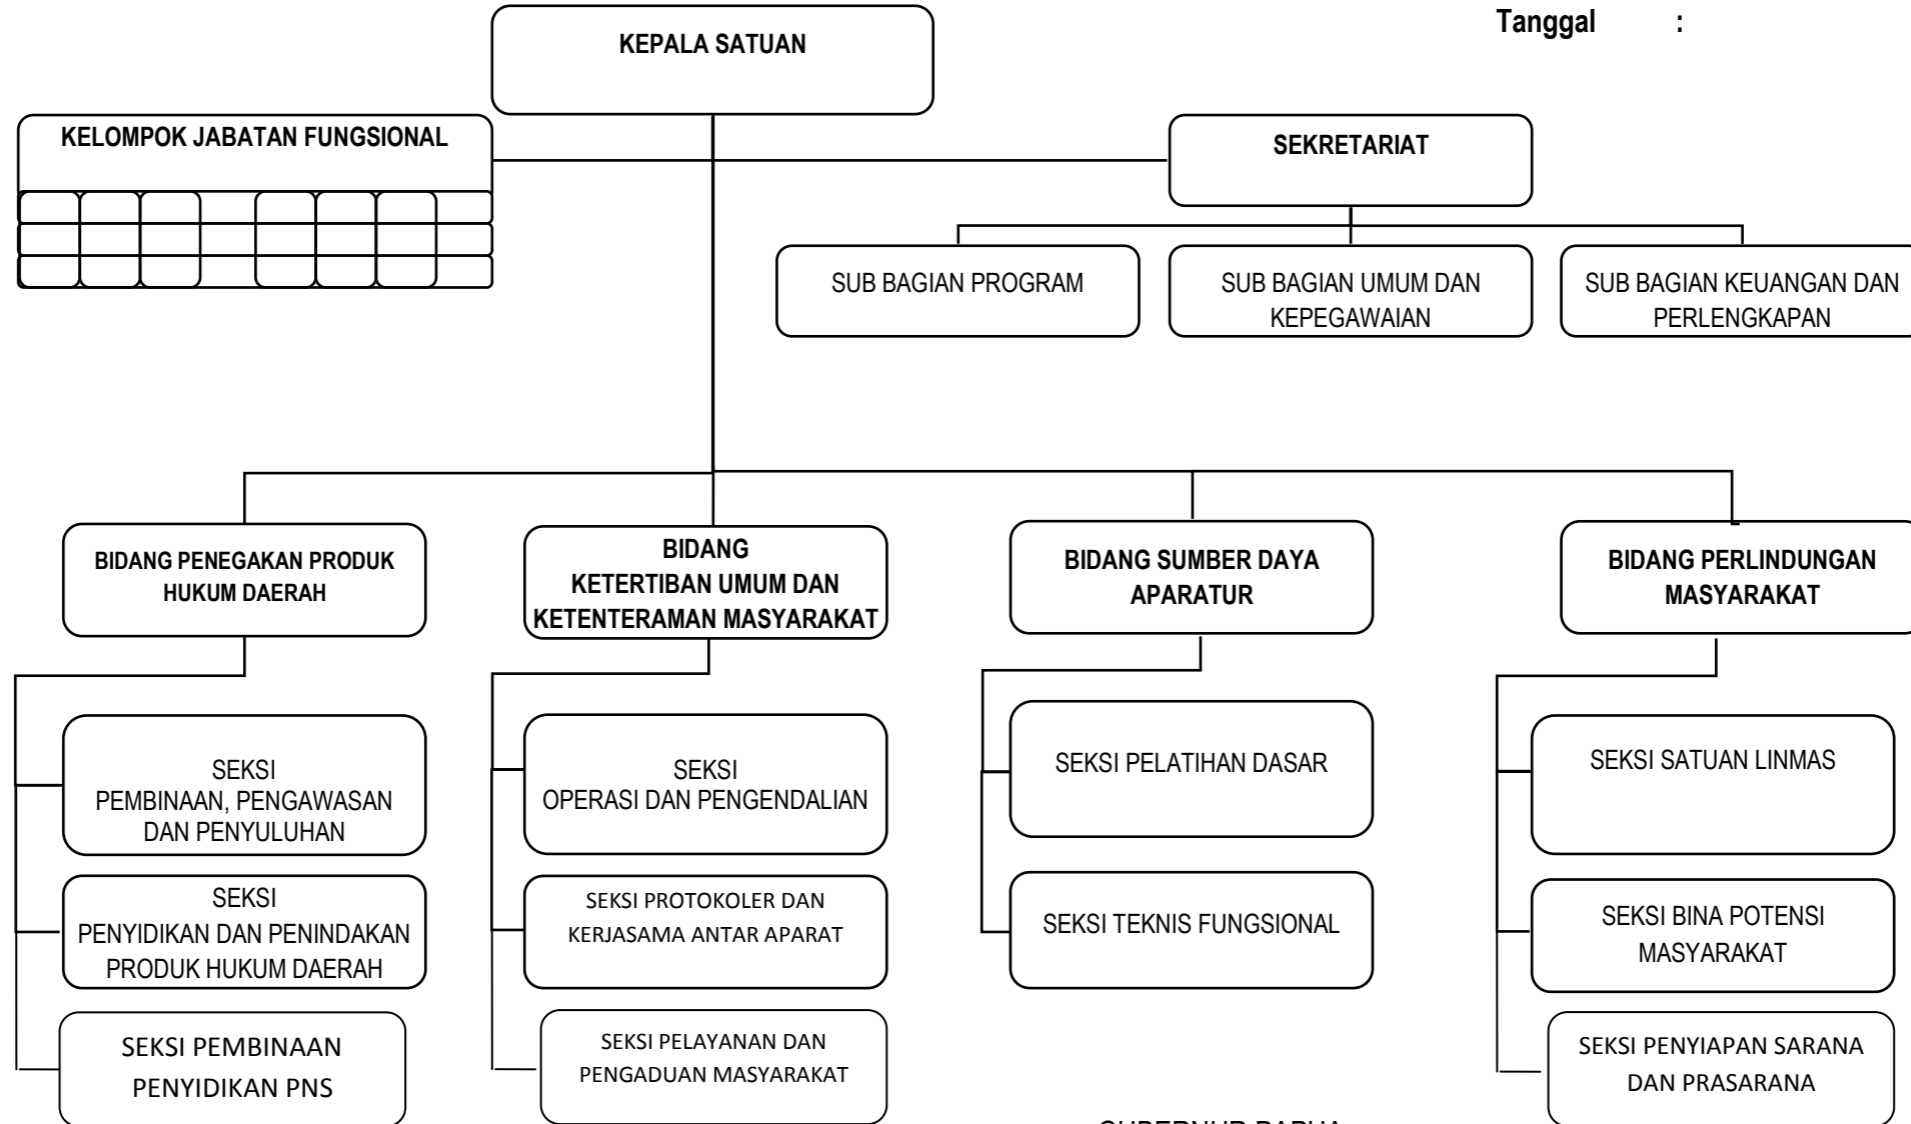 Tanggal :
KEPALA SATUAN
KELOMPOK JABATAN FUNGSIONAL
SEKRETARIAT
SUB BAGIAN PROGRAM
SUB BAGIAN UMUM DAN
KEPEGAWAIAN
SUB BAGIAN KEUANGAN DAN
PERLENGKAPAN
BIDANG PENEGAKAN PRODUK
HUKUM DAERAH
BIDANG
KETERTIBAN UMUM DAN
KETENTERAMAN MASYARAKAT
BIDANG SUMBER DAYA
APARATUR
BIDANG PERLINDUNGAN
MASYARAKAT
SEKSI
PEMBINAAN, PENGAWASAN
DAN PENYULUHAN
SEKSI
OPERASI DAN PENGENDALIAN
SEKSI PELATIHAN DASAR
SEKSI SATUAN LINMAS
SEKSI
PENYIDIKAN DAN PENINDAKAN
PRODUK HUKUM DAERAH
SEKSI PROTOKOLER DAN
KERJASAMA ANTAR APARAT
SEKSI TEKNIS FUNGSIONAL
SEKSI BINA POTENSI
MASYARAKAT
SEKSI PEMBINAAN
PENYIDIKAN PNS
SEKSI PELAYANAN DAN
PENGADUAN MASYARAKAT
SEKSI PENYIAPAN SARANA
DAN PRASARANA
GUBERNUR PAPUA